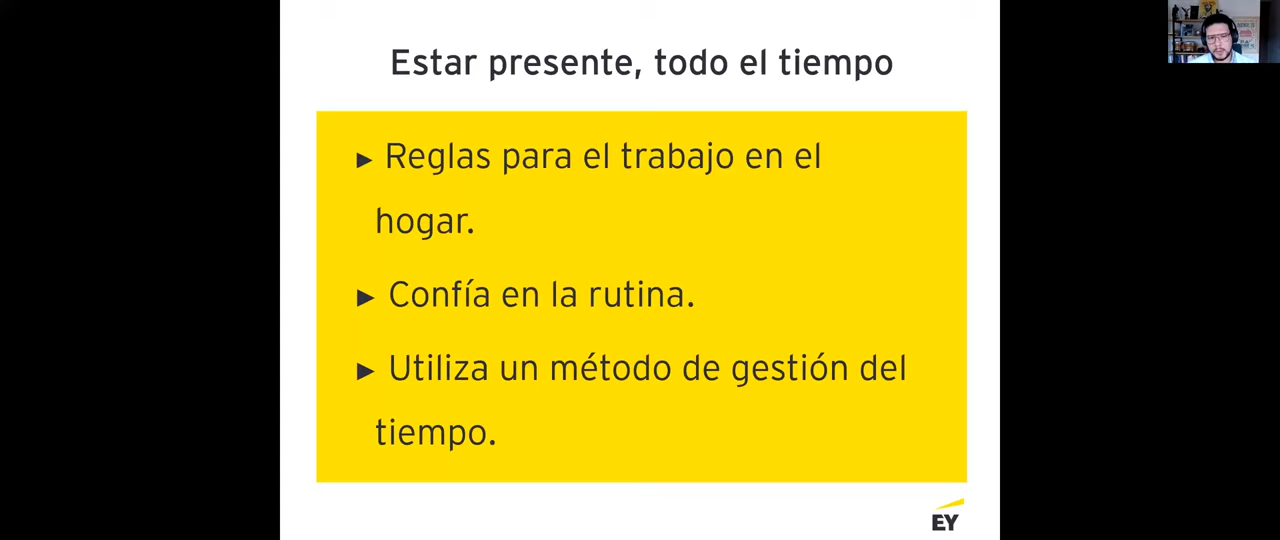 Estar presente, todo el tiempo
► Reglas para el trabajo en el
hogar.
► Confía en la rutina.
► Utiliza un método de gestión del
tiempo.
EY